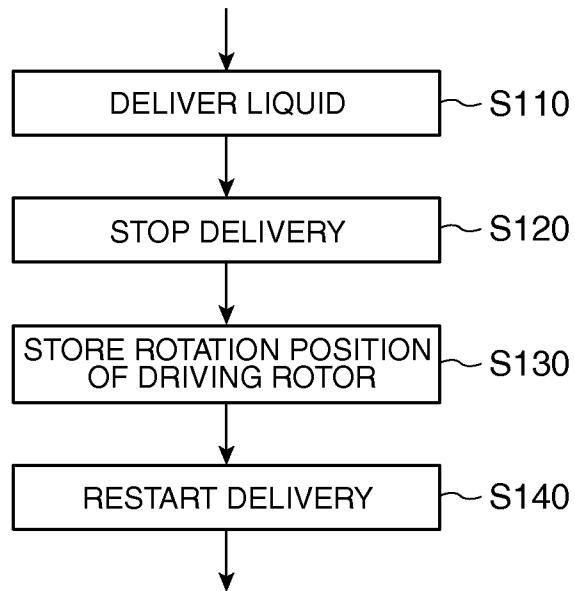 DELIVER LIQUID
S110
STOP DELIVERY
S120
STORE ROTATION POSITION
OF DRIVING ROTOR
S130
RESTART DELIVERY
S140